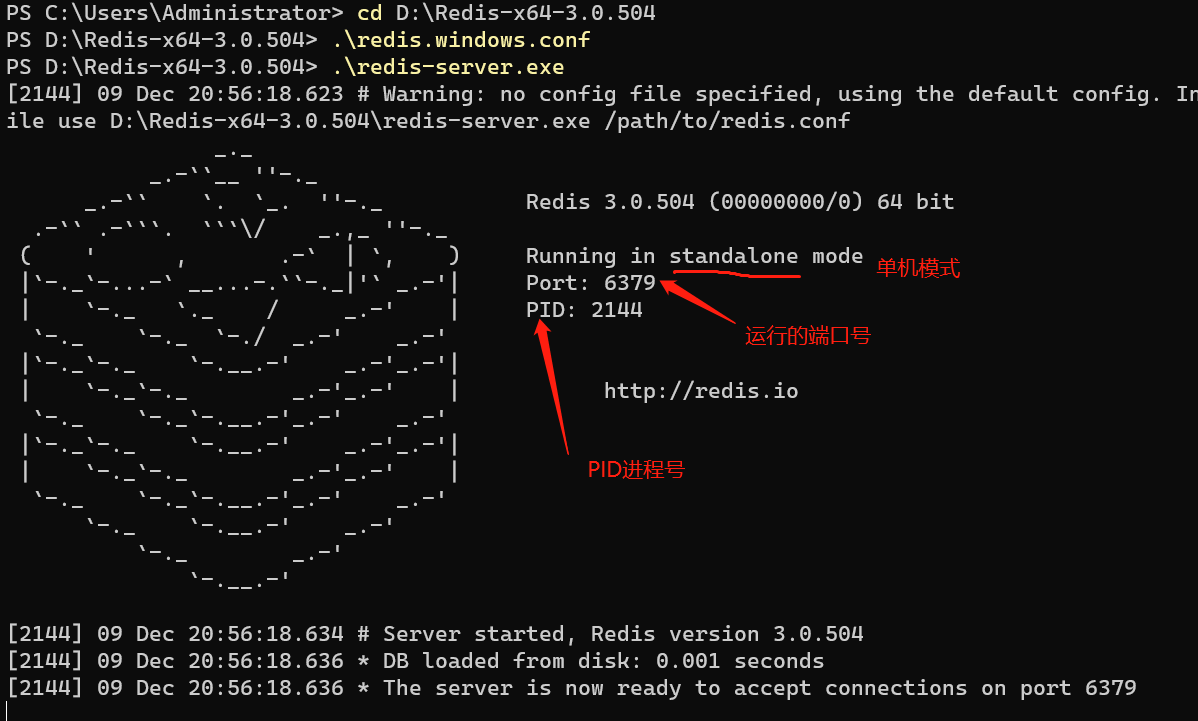 PS C:\Users\Administrator> cd D:\Redis-x64-3.0.504
PS D:\Redis-x64-3.0.504> .\redis.windows.conf
PS D:\Redis-x64-3.0.504> .\redis-server.exe
[2144] 09 Dec 20:56:18.623 # Warning: no config file specified, using the default config. In
ile use D:\Redis-x64-3.0.504\redis-server.exe /path/to/redis.conf
Redis 3.0.504 (00000000/0) 64 bit
Running in standalone mode
单机模式
Port: 6379
PID: 2144
运行的端口号
http://redis.io
PID进程号
[2144] 09 Dec 20:56:18.634 # Server started, Redis version 3.0.504
[2144] 09 Dec 20:56:18.636 * DB loaded from disk: 0.001 seconds
[2144] 09 Dec 20:56:18.636 * The server is now ready to accept connections on port 6379